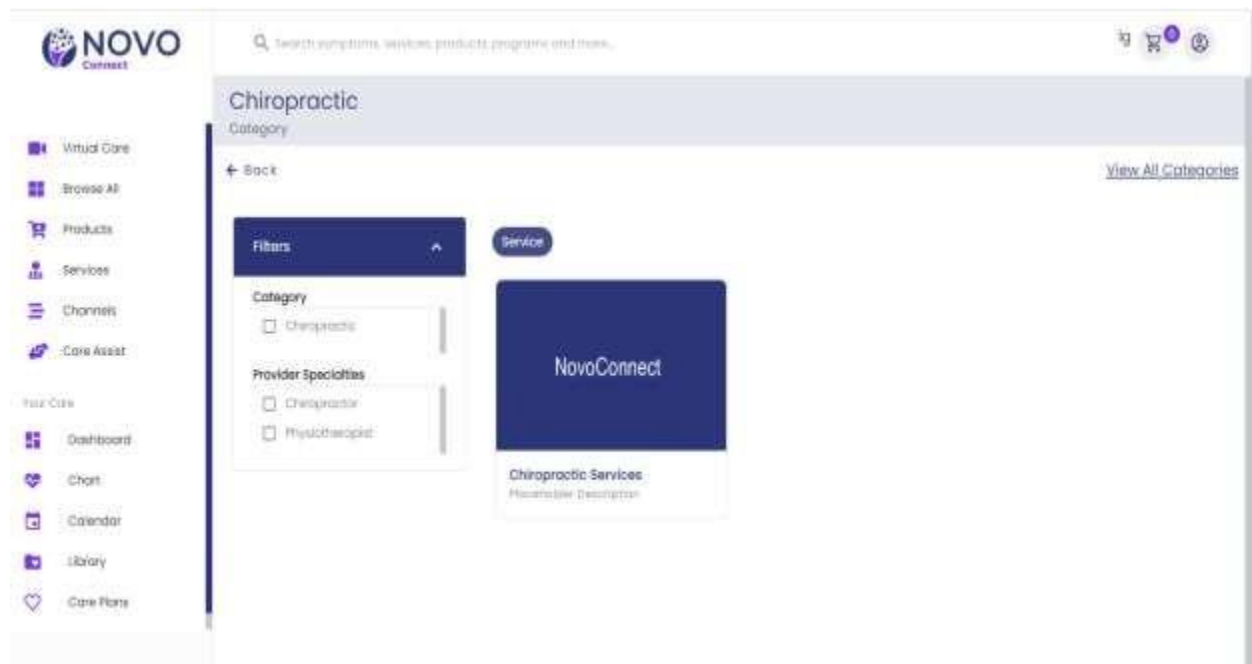 NOVO
Connect
Search symptoms, services, products, programs and more...
0
Chiropractic
Category
Back
View All Categories
Virtual Care
Browse All
Products
Services
Channels
Care Assist
Your Care
Dashboard
Chart
Calendar
Library
Care Plans
Filters
Category
Chiropractic
Provider Specialties
Chiropractor
Physiotherapist
Service
NovoConnect
Chiropractic Services
Placeholder Description